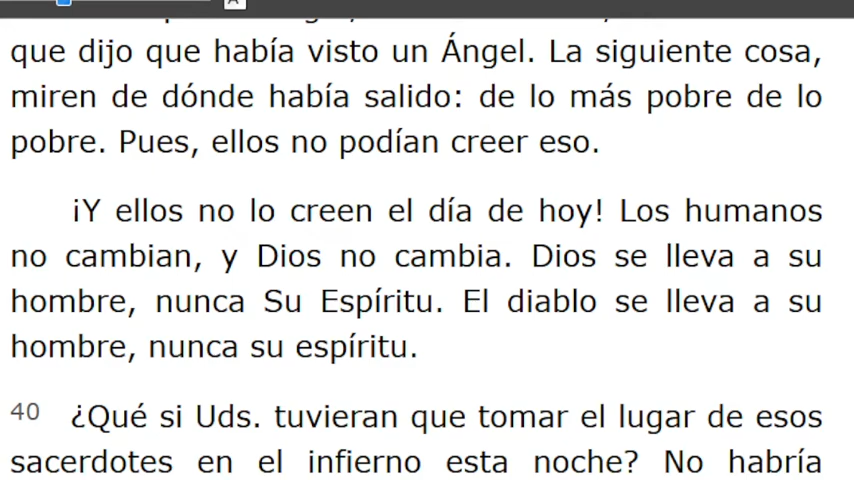 que dijo que había visto un Ángel. La siguiente cosa,
miren de dónde había salido: de lo más pobre de lo
pobre. Pues, ellos no podían creer eso.
¡Y ellos no lo creen el día de hoy! Los humanos
no cambian, y Dios no cambia. Dios se lleva a su
hombre, nunca Su Espíritu. El diablo se lleva a su
hombre, nunca su espíritu.
40 ¿Qué si Uds. tuvieran que tomar el lugar de esos
sacerdotes en el infierno esta noche? No habría